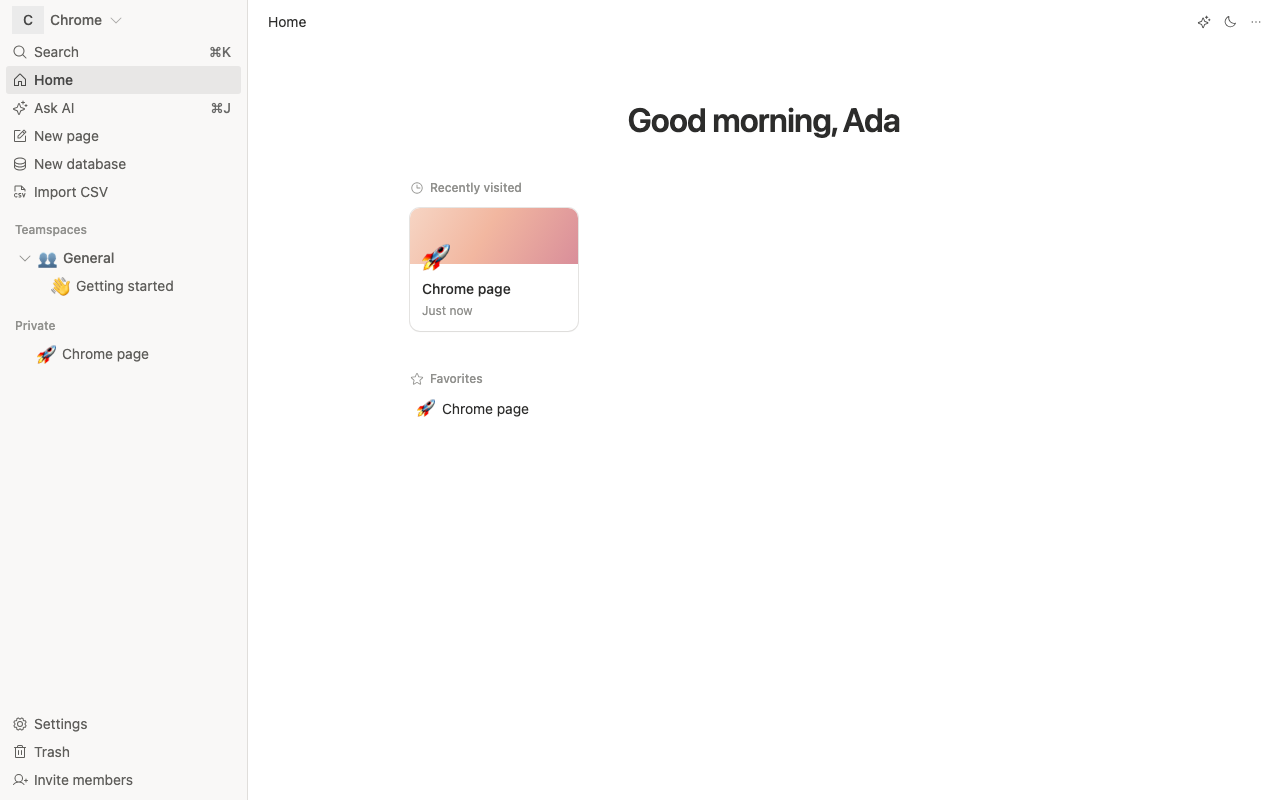 C Chrome
Search ⌘K
Home
Ask AI ⌘J
New page
New database
Import CSV
Teamspaces
General
Getting started
Private
Chrome page
Settings
Trash
Invite members
Home
Good morning, Ada
Recently visited
Chrome page
Just now
Favorites
Chrome page